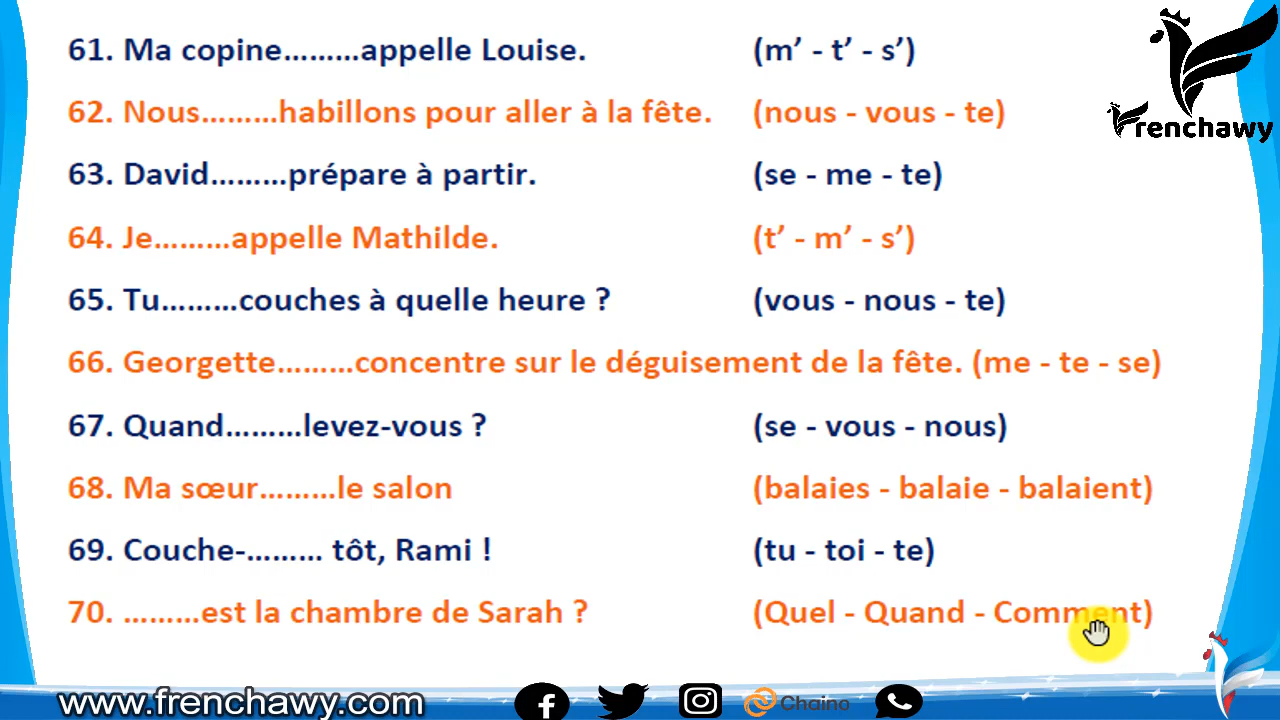 61. Ma copine………appelle Louise. (m’ - t’ - s’)
62. Nous………habillons pour aller à la fête. (nous - vous - te)
63. David………prépare à partir. (se - me - te)
64. Je………appelle Mathilde. (t’ - m’ - s’)
65. Tu………couches à quelle heure ? (vous - nous - te)
66. Georgette………concentre sur le déguisement de la fête. (me - te - se)
67. Quand………levez-vous ? (se - vous - nous)
68. Ma sœur………le salon (balaies - balaie - balaient)
69. Couche-……… tôt, Rami ! (tu - toi - te)
70. ………est la chambre de Sarah ? (Quel - Quand - Comment)
Frenchawy
www.frenchawy.com
Chaino